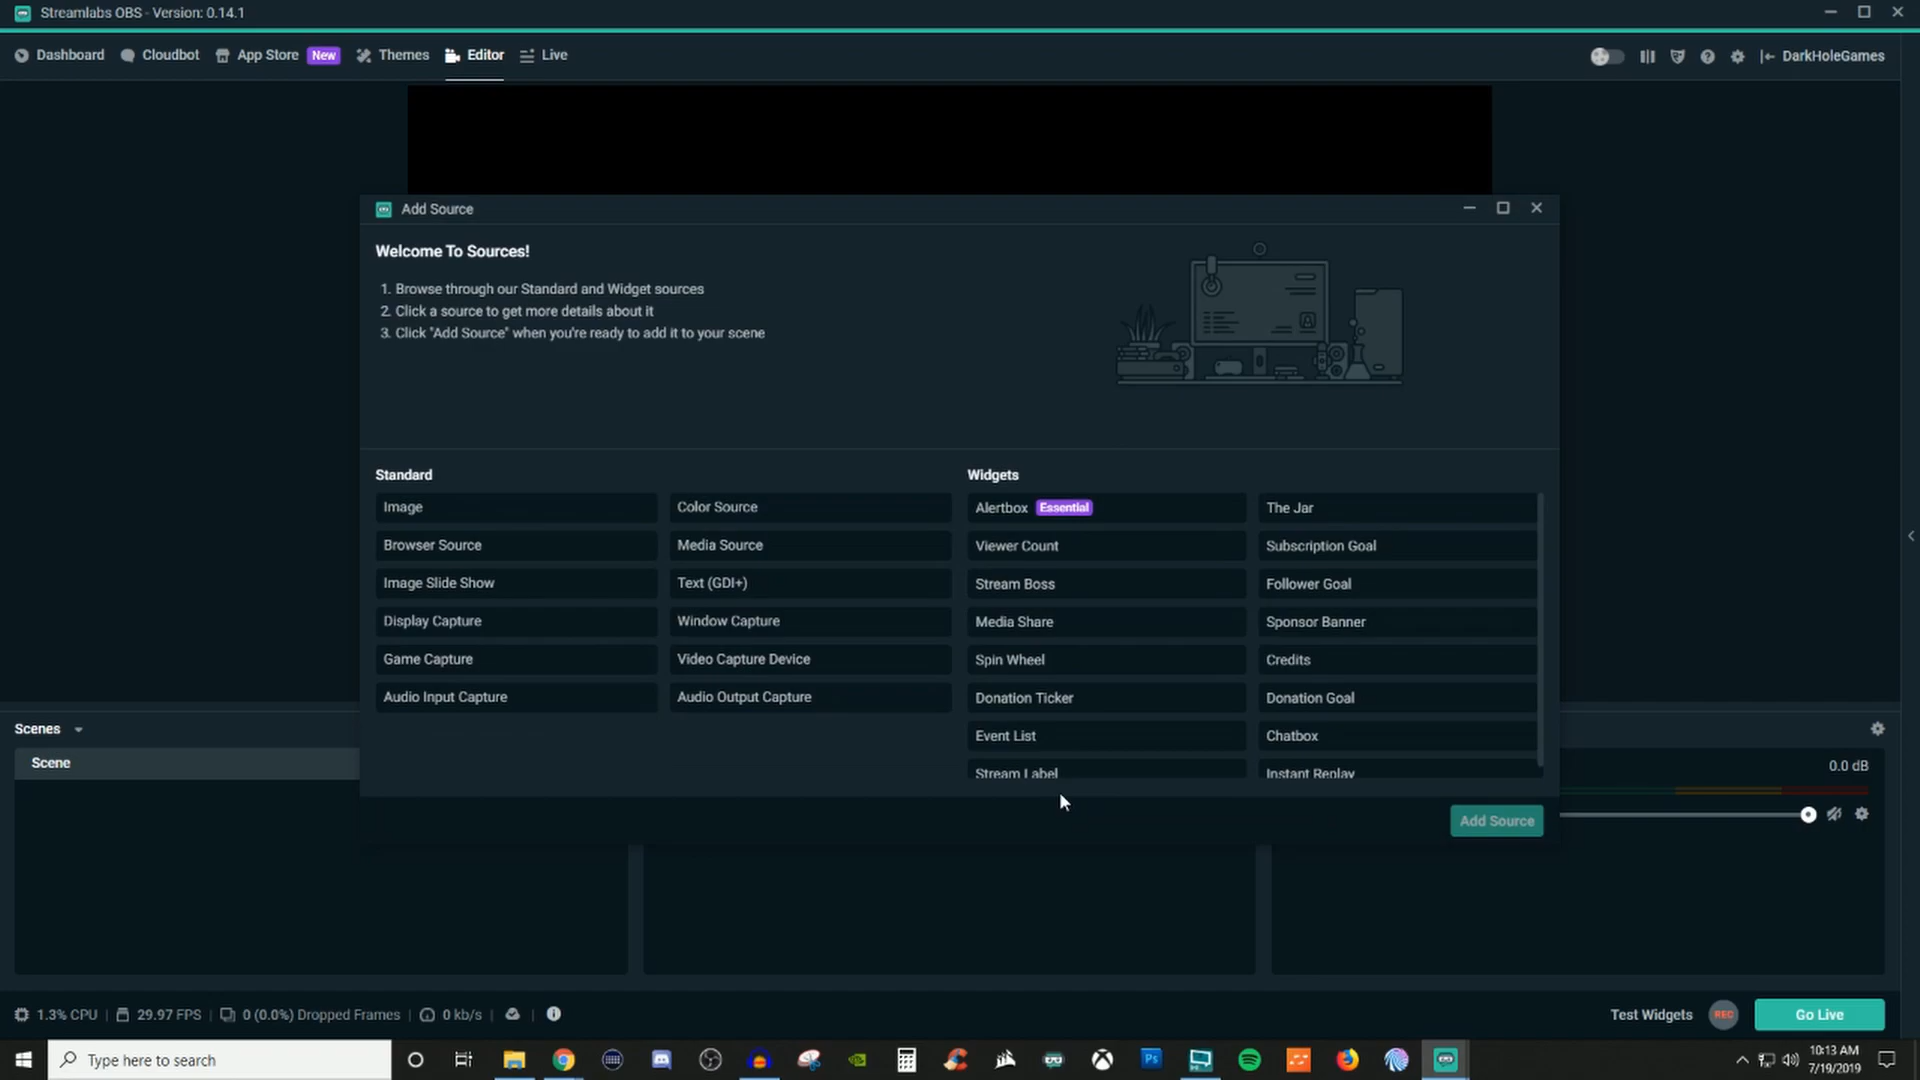 Streamlabs OBS - Version: 0.14.1
Dashboard Cloudbot App Store New Themes Editor Live DarkHoleGames
Add Source
Welcome To Sources!
1. Browse through our Standard and Widget sources
2. Click a source to get more details about it
3. Click "Add Source" when you're ready to add it to your scene
Standard
Image Color Source
Browser Source Media Source
Image Slide Show Text (GDI+)
Display Capture Window Capture
Game Capture Video Capture Device
Audio Input Capture Audio Output Capture
Widgets
Alertbox Essential The Jar
Viewer Count Subscription Goal
Stream Boss Follower Goal
Media Share Sponsor Banner
Spin Wheel Credits
Donation Ticker Donation Goal
Event List Chatbox
Stream Label Instant Replay
Add Source
Scenes
Scene
0.0 dB
1.3% CPU 29.97 FPS 0 (0.0%) Dropped Frames 0 kb/s
Test Widgets REC Go Live
Type here to search
Ps
10:13 AM
7/19/2019